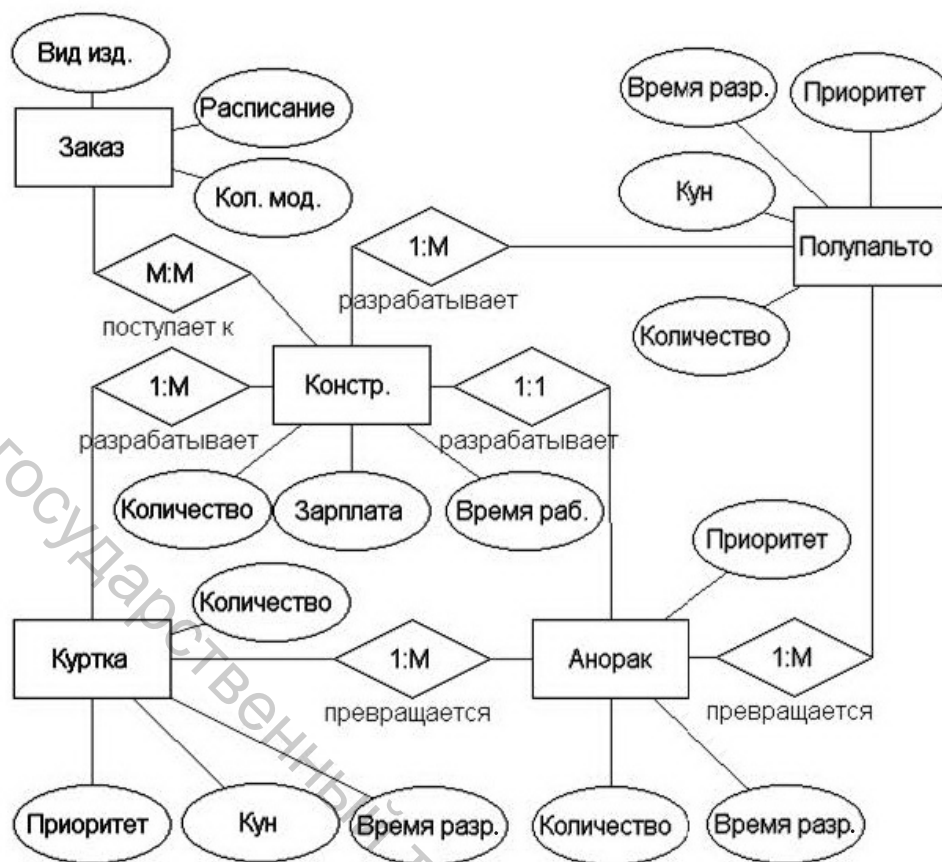 Вид изд.
Расписание
Заказ
Кол. мод.
Время разр.
Приоритет
Кун
Полупальто
Количество
М:М
поступает к
1:М
разрабатывает
1:М
разрабатывает
Констр.
1:1
разрабатывает
Количество
Зарплата
Время раб.
Приоритет
Количество
Куртка
1:М
превращается
Анорак
1:М
превращается
Приоритет
Кун
Время разр.
Количество
Время разр.
государственный